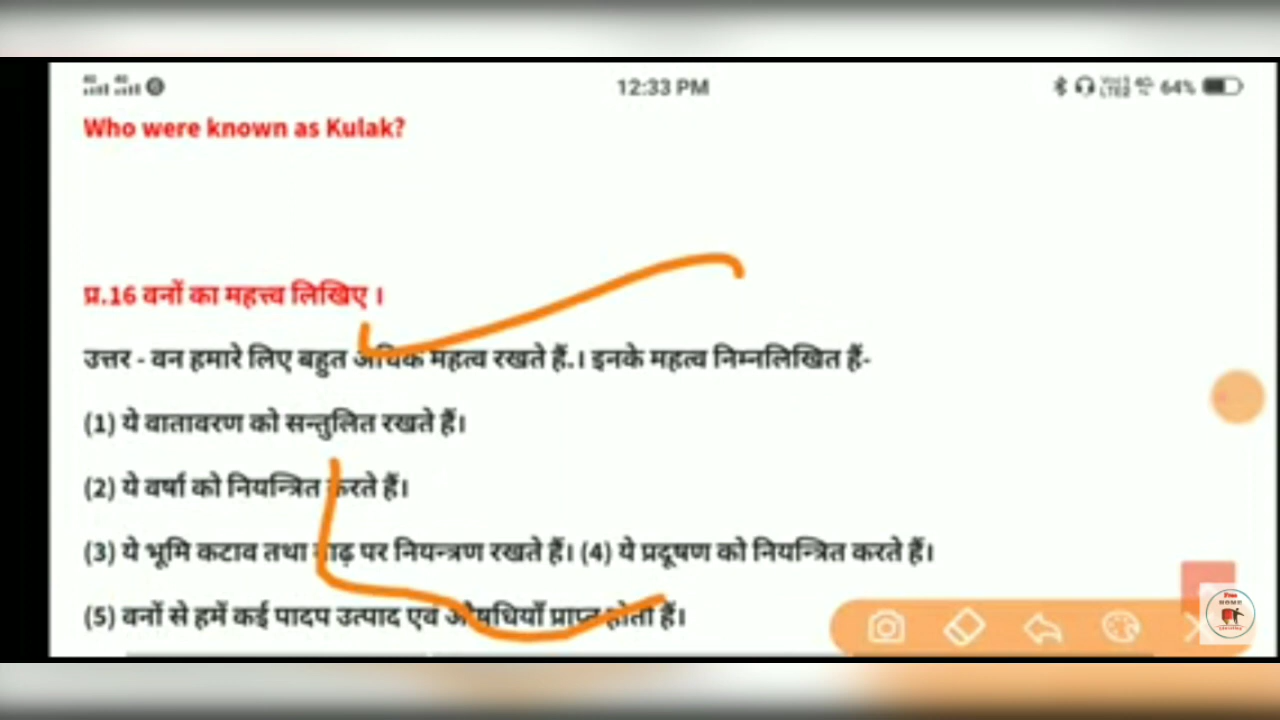 12:33 PM
64%
Who were known as Kulak?
प्र.16 वनों का महत्त्व लिखिए ।
उत्तर - वन हमारे लिए बहुत अधिक महत्व रखते हैं.। इनके महत्व निम्नलिखित हैं-
(1) ये वातावरण को सन्तुलित रखते हैं।
(2) ये वर्षा को नियन्त्रित करते हैं।
(3) ये भूमि कटाव तथा बाढ़ पर नियन्त्रण रखते हैं। (4) ये प्रदूषण को नियन्त्रित करते हैं।
(5) वनों से हमें कई पादप उत्पाद एवं औषधियाँ प्राप्त होती हैं।